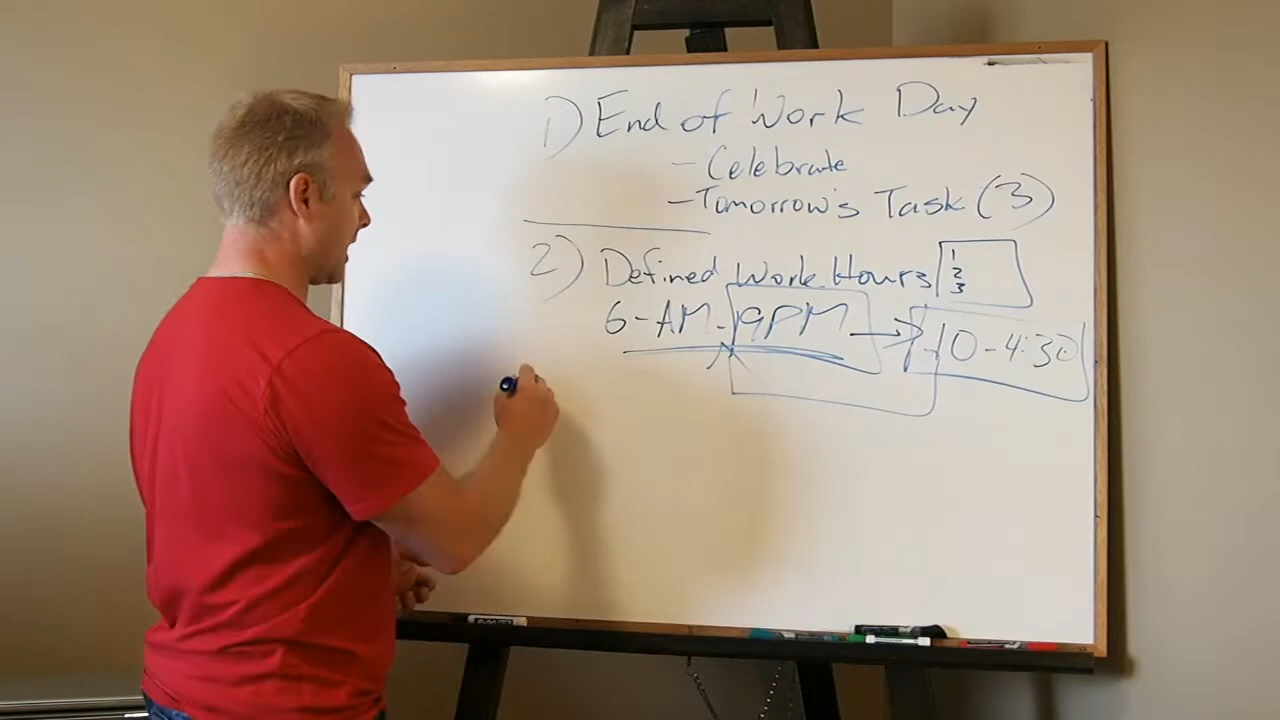 1) End of Work Day
- Celebrate
- Tomorrow's Task (3)
2) Defined Work Hours
1
2
3
6-AM - 9PM → 10-4:30